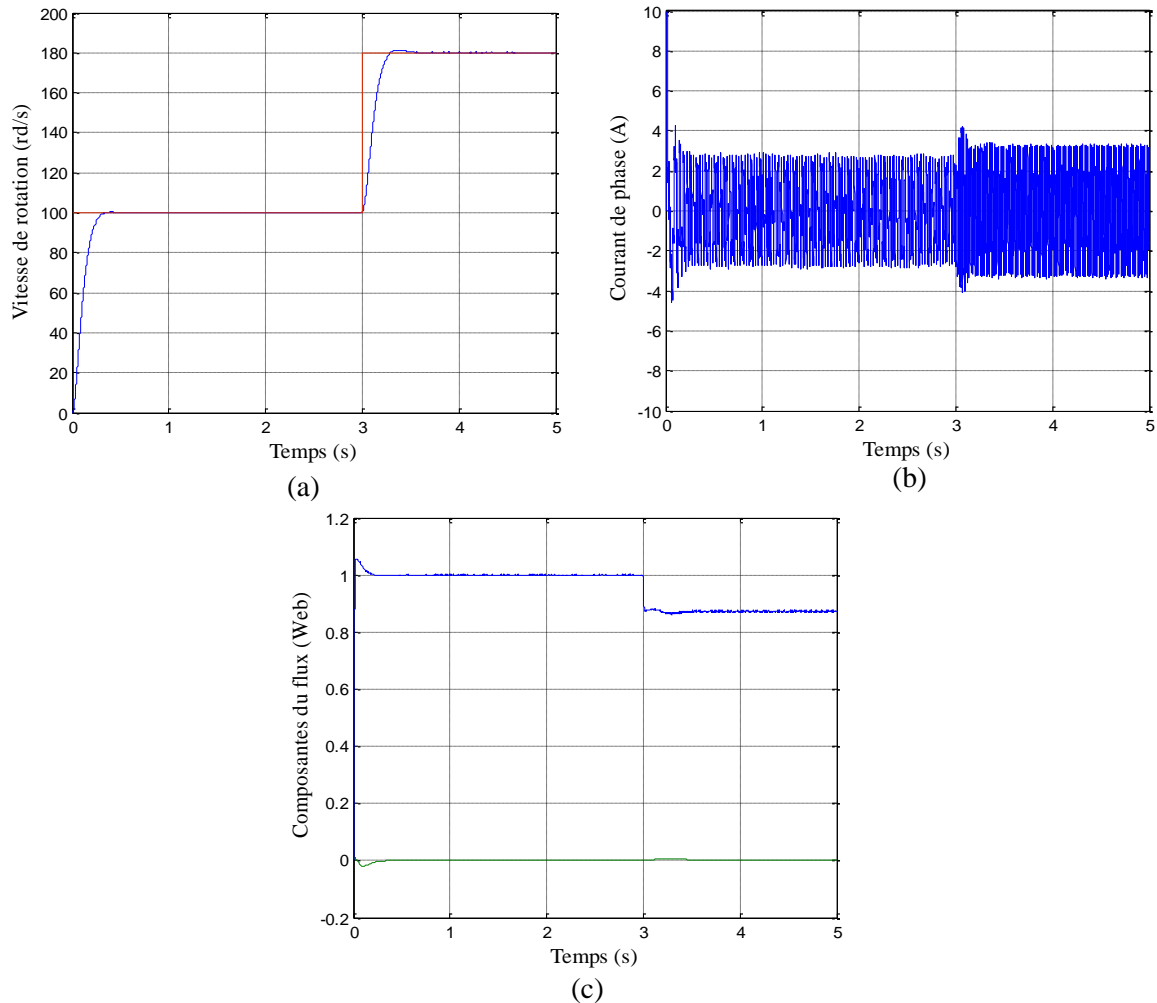 200
180
160
140
120
100
80
60
40
20
0
0 1 2 3 4 5
Vitesse de rotation (rd/s)
Temps (s)
(a)
10
8
6
4
2
0
-2
-4
-6
-8
-10
0 1 2 3 4 5
Courant de phase (A)
Temps (s)
(b)
1.2
1
0.8
0.6
0.4
0.2
0
-0.2
0 1 2 3 4 5
Composantes du flux (Web)
Temps (s)
(c)